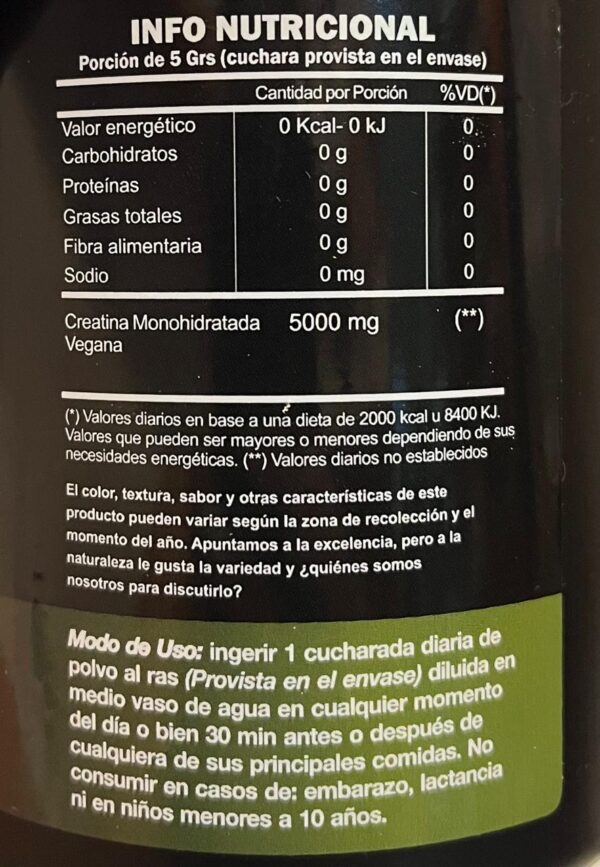 INFO NUTRICIONAL
Porción de 5 Grs (cuchara provista en el envase)
Cantidad por Porción %VD(*)
Valor energético 0 Kcal- 0 kJ 0
Carbohidratos 0 g 0
Proteínas 0 g 0
Grasas totales 0 g 0
Fibra alimentaria 0 g 0
Sodio 0 mg 0
Creatina Monohidratada 5000 mg (**)
Vegana
(*) Valores diarios en base a una dieta de 2000 kcal u 8400 KJ.
Valores que pueden ser mayores o menores dependiendo de sus
necesidades energéticas. (**) Valores diarios no establecidos
El color, textura, sabor y otras características de este
producto pueden variar según la zona de recolección y el
momento del año. Apuntamos a la excelencia, pero a la
naturaleza le gusta la variedad y ¿quiénes somos
nosotros para discutirlo?
Modo de Uso: ingerir 1 cucharada diaria de
polvo al ras (Provista en el envase) diluida en
medio vaso de agua en cualquier momento
del día o bien 30 min antes o después de
cualquiera de sus principales comidas. No
consumir en casos de: embarazo, lactancia
ni en niños menores a 10 años.